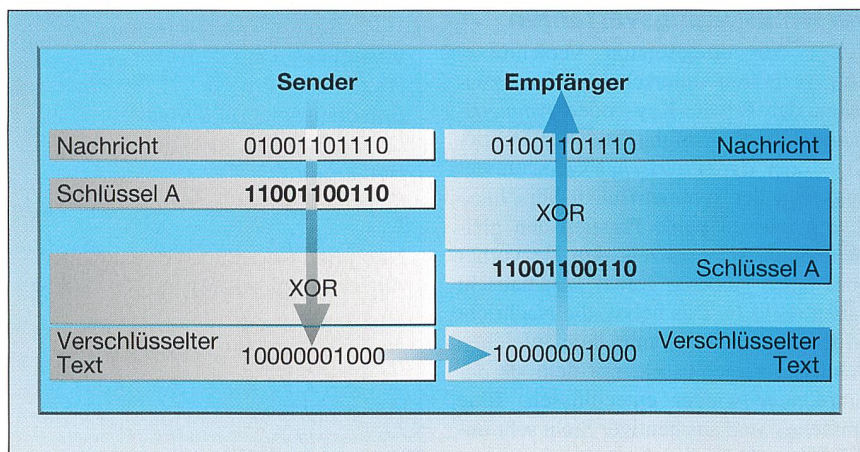 Sender Empfänger
Nachricht 01001101110 01001101110 Nachricht
Schlüssel A 11001100110
XOR
11001100110 Schlüssel A
XOR
Verschlüsselter Text 10000001000 10000001000 Verschlüsselter Text